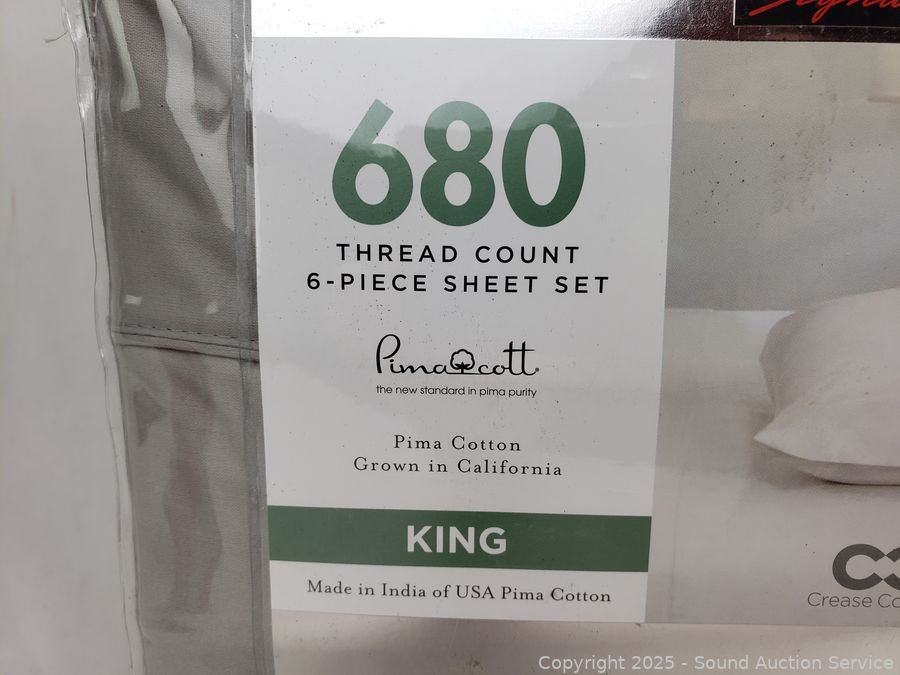 680
THREAD COUNT
6-PIECE SHEET SET
Pimacott
the new standard in pima purity
Pima Cotton
Grown in California
KING
Made in India of USA Pima Cotton
Crease
Copyright 2025 - Sound Auction Service